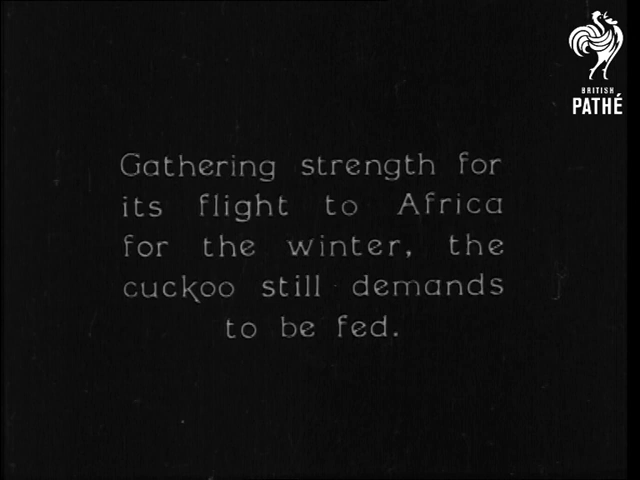 BRITISH
PATHÉ
Gathering strength for
its flight to Africa
for the winter, the
cuckoo still demands
to be fed.